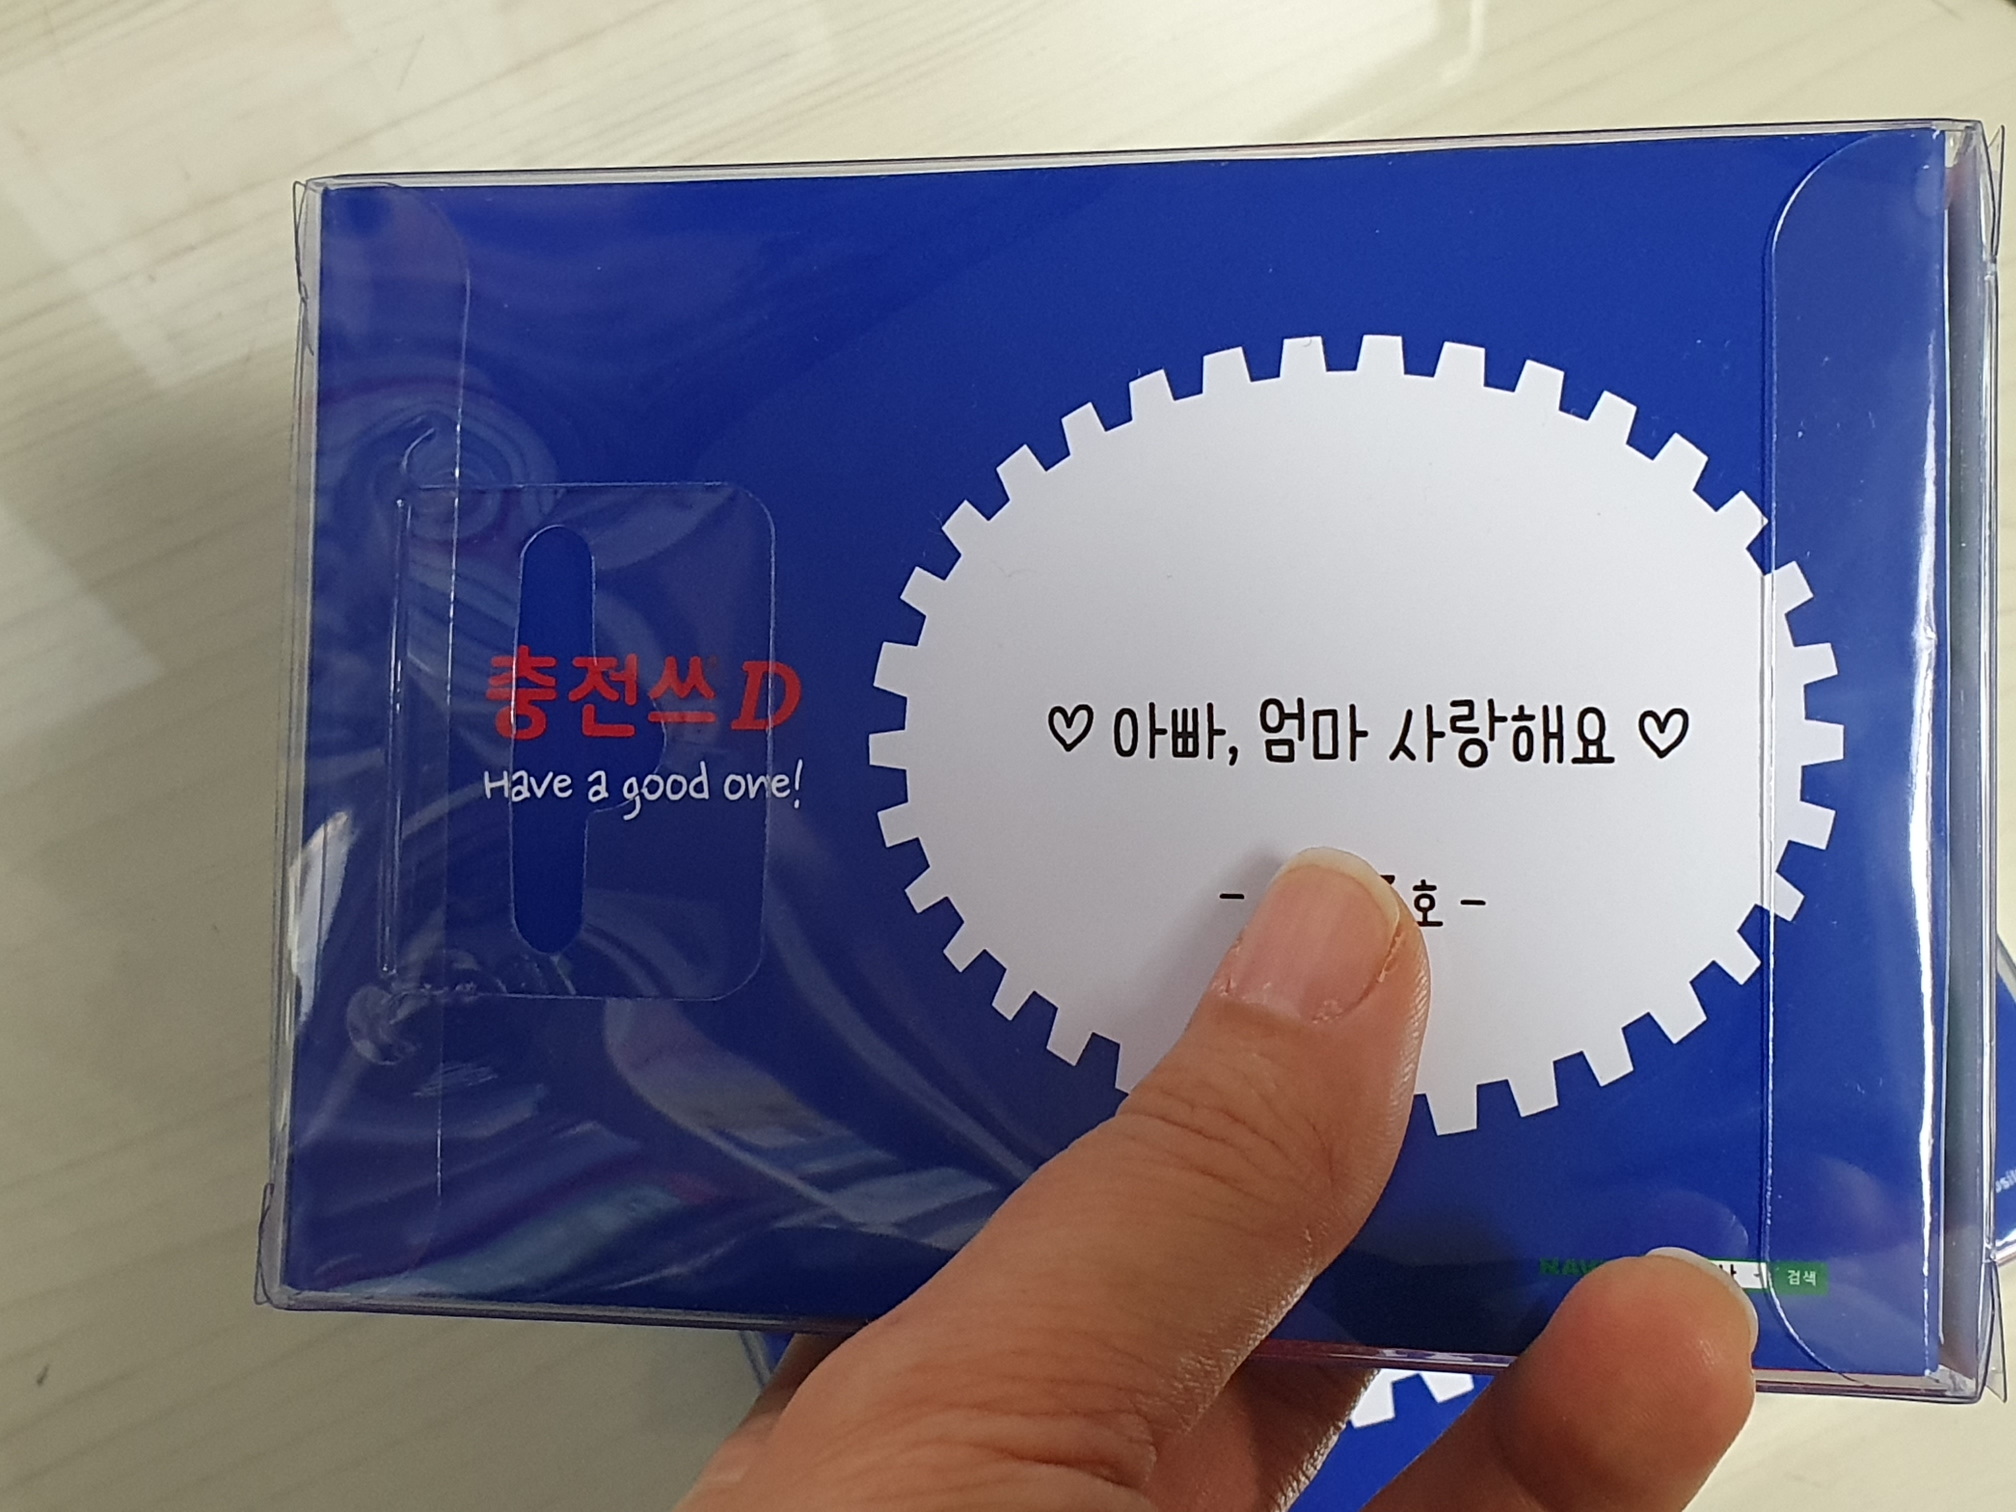 충전쓰D
Have a good one!
♡ 아빠, 엄마 사랑해요 ♡
- 호 -
검색